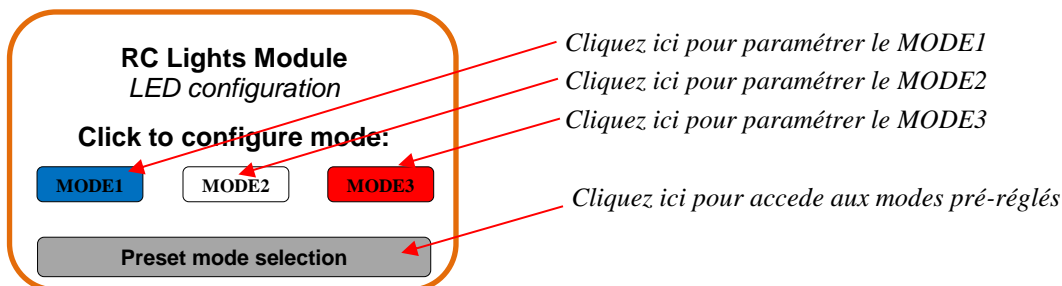 RC Lights Module
LED configuration
Click to configure mode:
MODE1 MODE2 MODE3
Preset mode selection
Cliquez ici pour paramétrer le MODE1
Cliquez ici pour paramétrer le MODE2
Cliquez ici pour paramétrer le MODE3
Cliquez ici pour accede aux modes pré-réglés